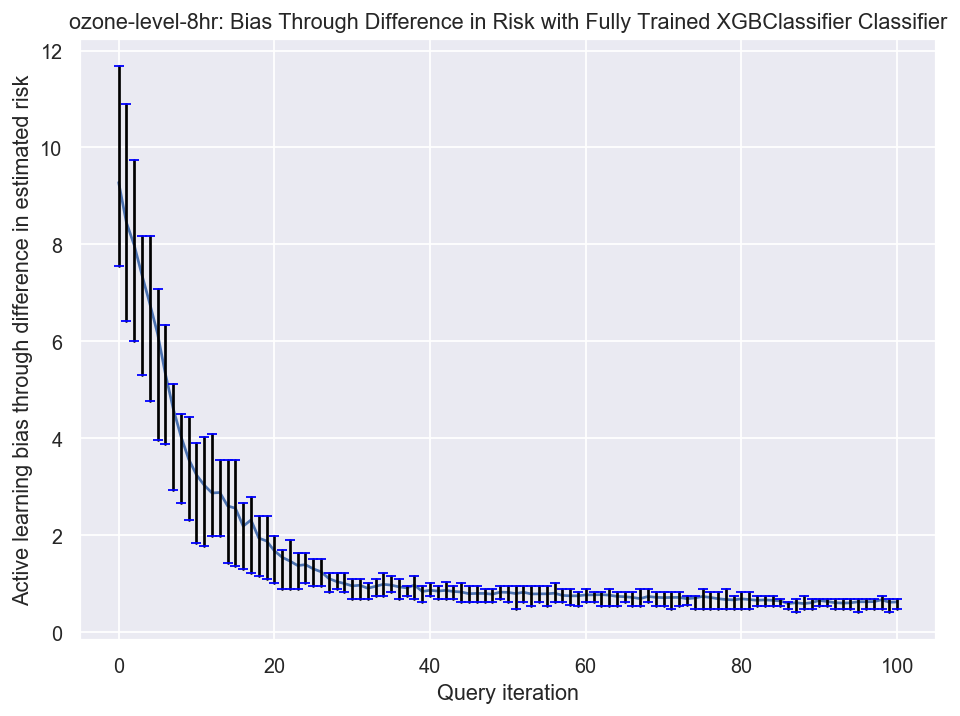 ozone-level-8hr: Bias Through Difference in Risk with Fully Trained XGBClassifier Classifier
Active learning bias through difference in estimated risk
12
10
8
6
4
2
0
0 20 40 60 80 100
Query iteration